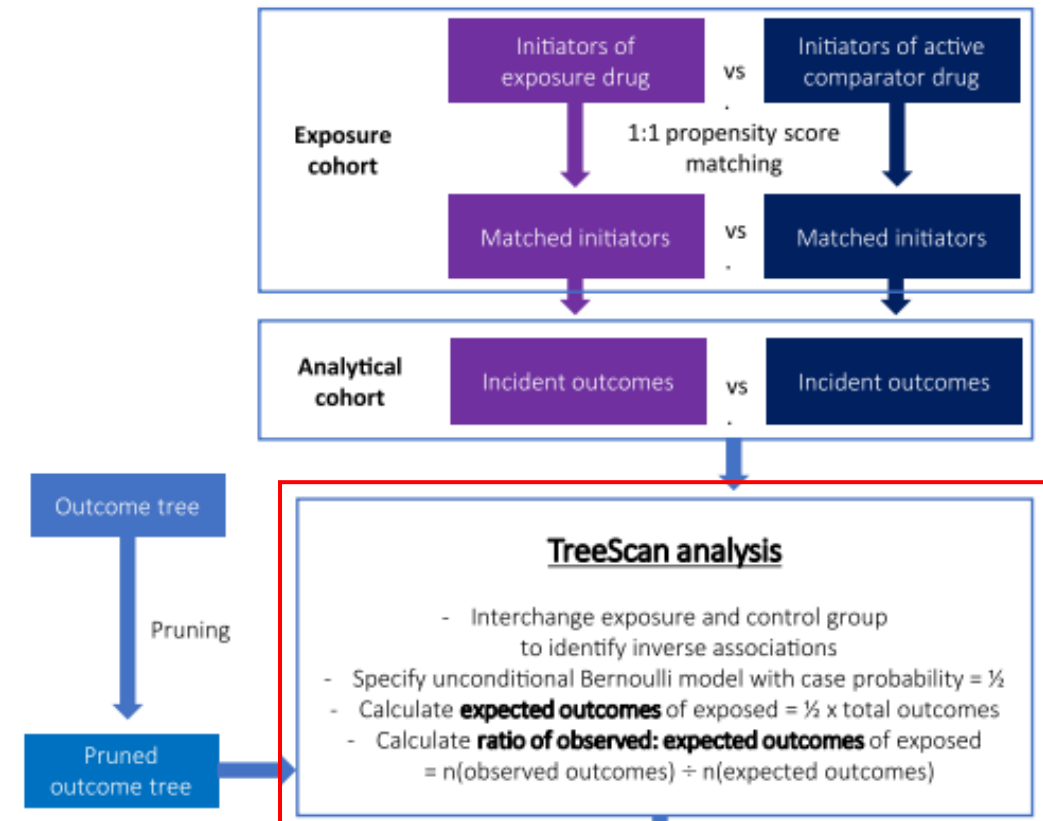 Initiators of
exposure drug
vs
.
Initiators of active
comparator drug
Exposure
cohort
1:1 propensity score
matching
Matched initiators
vs
.
Matched initiators
Analytical
cohort
Incident outcomes
vs
.
Incident outcomes
Outcome tree
Pruning
Pruned
outcome tree
TreeScan analysis
- Interchange exposure and control group
to identify inverse associations
- Specify unconditional Bernoulli model with case probability = ½
- Calculate expected outcomes of exposed = ½ x total outcomes
- Calculate ratio of observed: expected outcomes of exposed
= n(observed outcomes) ÷ n(expected outcomes)